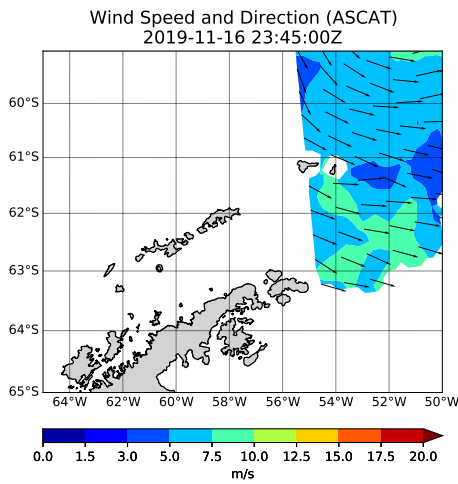 Wind Speed and Direction (ASCAT)
2019-11-16 23:45:00Z
60°S
61°S
62°S
63°S
64°S
65°S
64°W 62°W 60°W 58°W 56°W 54°W 52°W 50°W
0.0 1.5 3.0 5.0 7.5 10.0 12.5 15.0 17.5 20.0
m/s